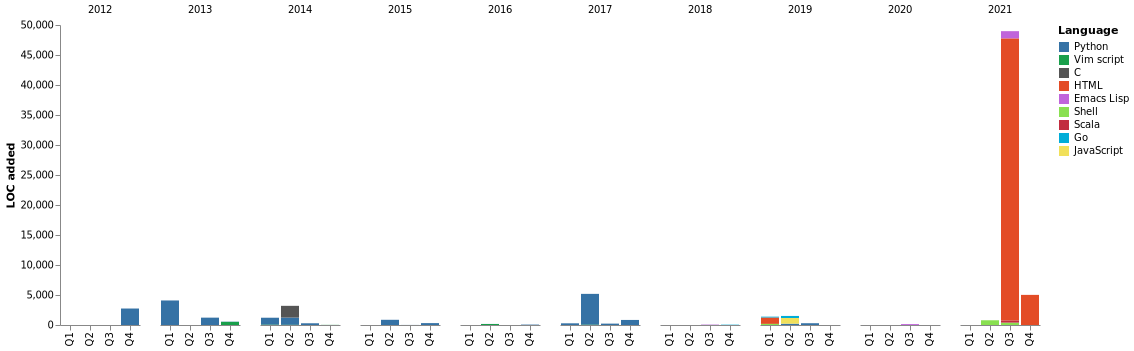 2012 2013 2014 2015 2016 2017 2018 2019 2020 2021
LOC added
50,000
45,000
40,000
35,000
30,000
25,000
20,000
15,000
10,000
5,000
0
Q1 Q2 Q3 Q4 Q1 Q2 Q3 Q4 Q1 Q2 Q3 Q4 Q1 Q2 Q3 Q4 Q1 Q2 Q3 Q4 Q1 Q2 Q3 Q4 Q1 Q2 Q3 Q4 Q1 Q2 Q3 Q4 Q1 Q2 Q3 Q4 Q1 Q2 Q3 Q4
Language
Python
Vim script
C
HTML
Emacs Lisp
Shell
Scala
Go
JavaScript